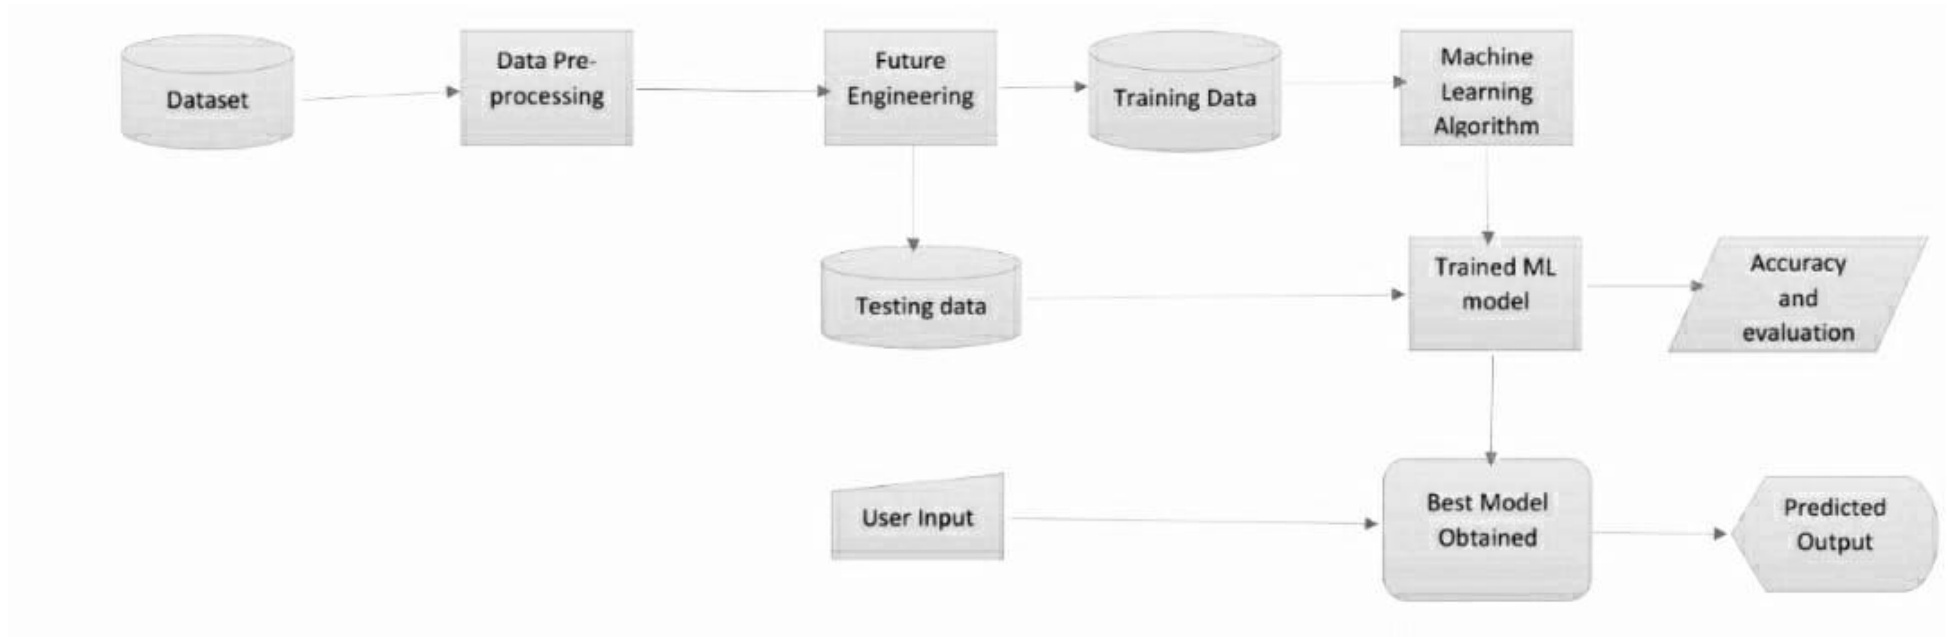 Dataset
Data Pre-
processing
Future
Engineering
Training Data
Machine
Learning
Algorithm
Testing data
Trained ML
model
Accuracy
and
evaluation
User Input
Best Model
Obtained
Predicted
Output